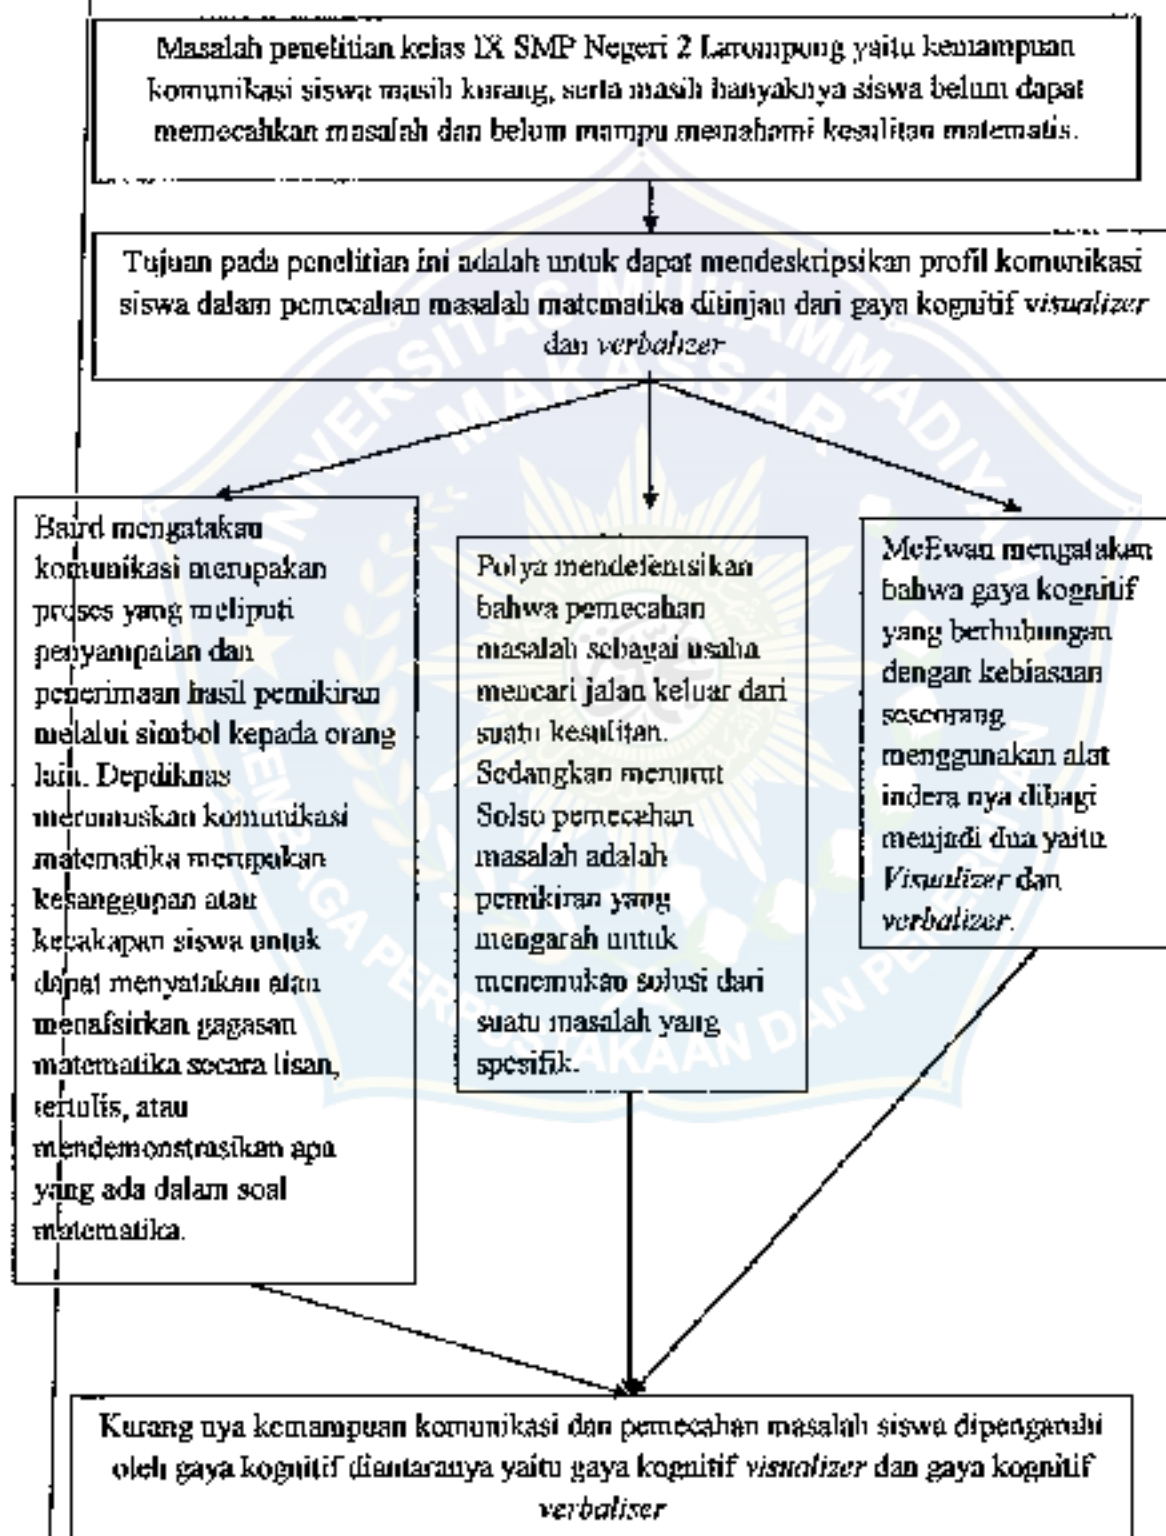 Masalah penelitian kelas IX SMP Negeri 2 Larompong yaitu kemampuan
komunikasi siswa masih kurang, serta masih banyaknya siswa belum dapat
memecahkan masalah dan belum mampu memahami kesulitan matematis.
Tujuan pada penelitian ini adalah untuk dapat mendeskripsikan profil komunikasi
siswa dalam pemecahan masalah matematika ditinjau dari gaya kognitif visualizer
dan verbalizer
Baird mengatakan
komunikasi merupakan
proses yang meliputi
penyampaian dan
penerimaan hasil pemikiran
melalui simbol kepada orang
lain. Depdiknas
merumuskan komunikasi
matematika merupakan
kesanggupan atau
kecakapan siswa untuk
dapat menyatakan atau
menafsirkan gagasan
matematika secara lisan,
tertulis, atau
mendemonstrasikan apa
yang ada dalam soal
matematika.
Polya mendefenisikan
bahwa pemecahan
masalah sebagai usaha
mencari jalan keluar dari
suatu kesulitan.
Sedangkan menurut
Solso pemecahan
masalah adalah
pemikiran yang
mengarah untuk
menemukan solusi dari
suatu masalah yang
spesifik.
McEwan mengatakan
bahwa gaya kognitif
yang berhubungan
dengan kebiasaan
seseorang
menggunakan alat
indera nya dibagi
menjadi dua yaitu
Visualizer dan
verbalizer.
Kurang nya kemampuan komunikasi dan pemecahan masalah siswa dipengaruhi
oleh gaya kognitif diantaranya yaitu gaya kognitif visualizer dan gaya kognitif
verbaliser
UNIVERSITAS MUHAMMADIYAH
MAKASSAR
LEMBAGA PERPUSTAKAAN DAN PENERBITAN